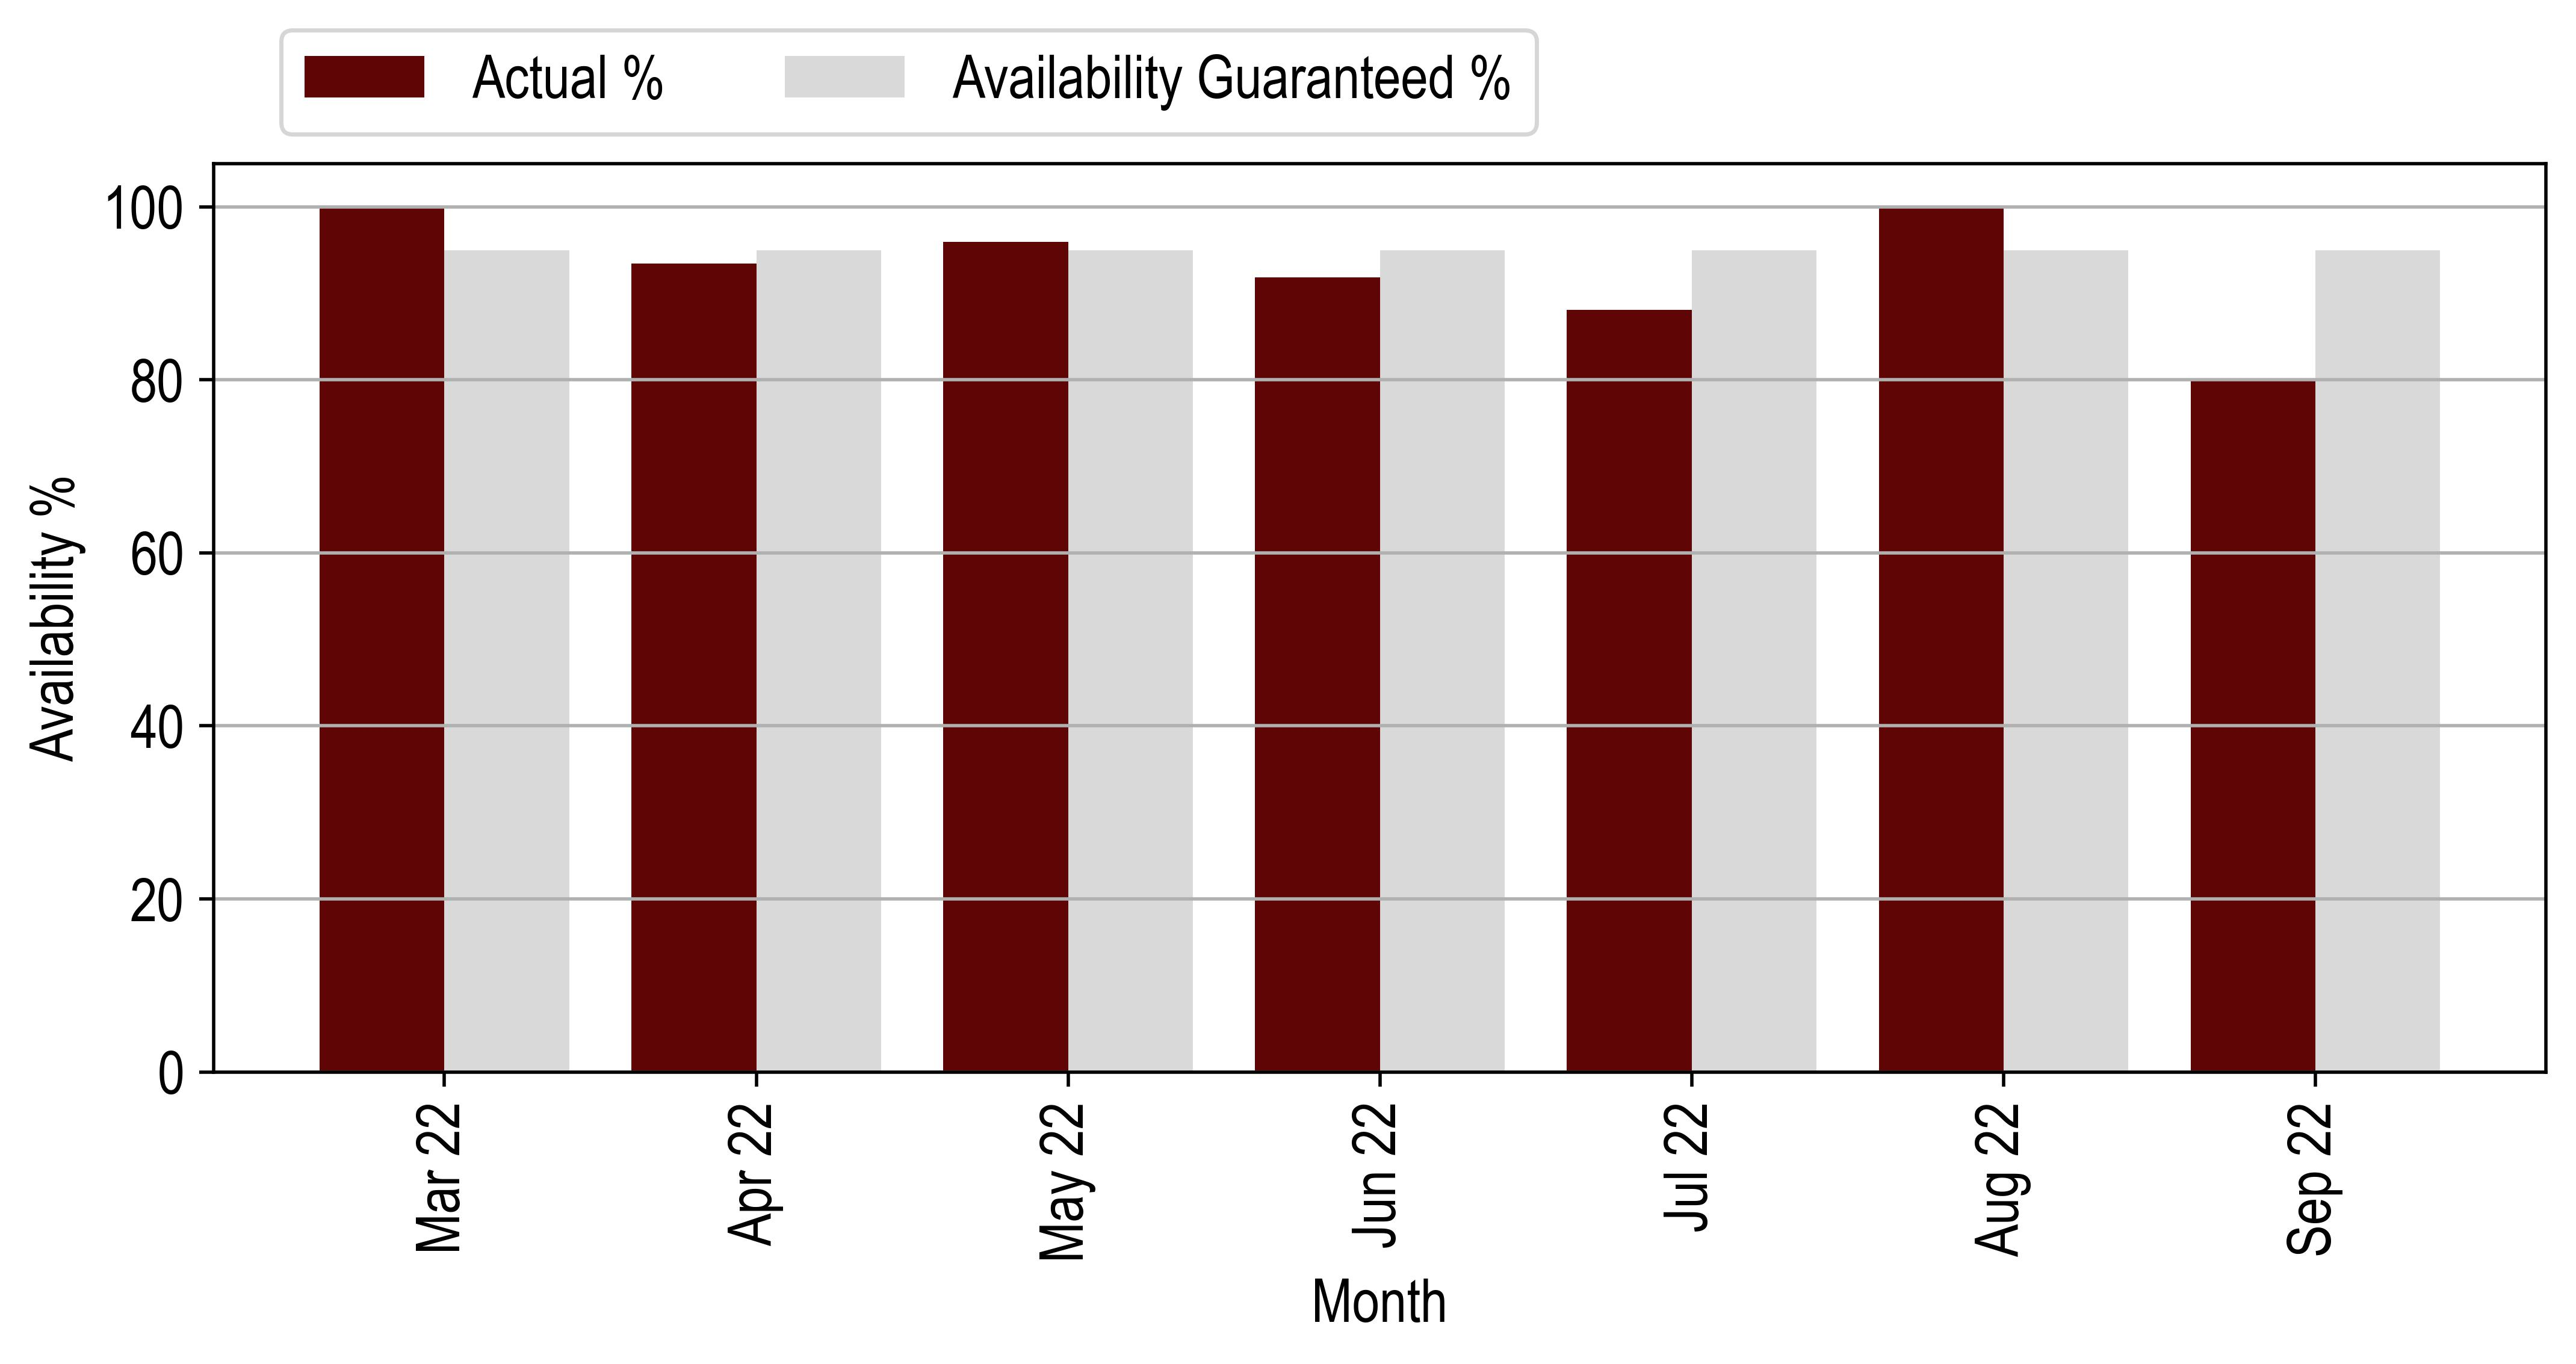 Actual %
Availability Guaranteed %
100
80
60
40
20
0
Availability %
Mar 22
Apr 22
May 22
Jun 22
Jul 22
Aug 22
Sep 22
Month